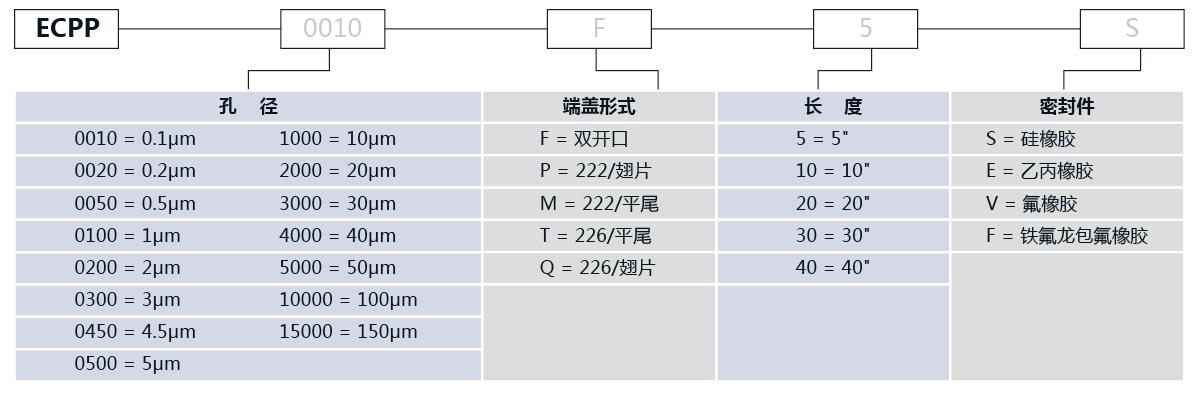 ECPP 0010 F 5 S
孔 径 端盖形式 长 度 密封件
0010 = 0.1μm 1000 = 10μm F = 双开口 5 = 5" S = 硅橡胶
0020 = 0.2μm 2000 = 20μm P = 222/翅片 10 = 10" E = 乙丙橡胶
0050 = 0.5μm 3000 = 30μm M = 222/平尾 20 = 20" V = 氟橡胶
0100 = 1μm 4000 = 40μm T = 226/平尾 30 = 30" F = 铁氟龙包氟橡胶
0200 = 2μm 5000 = 50μm Q = 226/翅片 40 = 40"
0300 = 3μm 10000 = 100μm
0450 = 4.5μm 15000 = 150μm
0500 = 5μm